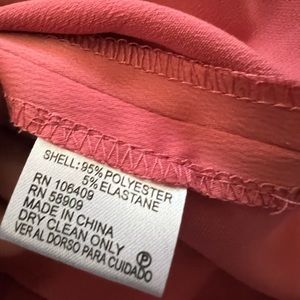 SHELL: 95% POLYESTER
5% ELASTANE
RN 106409
RN 58909
MADE IN CHINA
DRY CLEAN ONLY
VER AL DORSO PARA CUIDADO
P